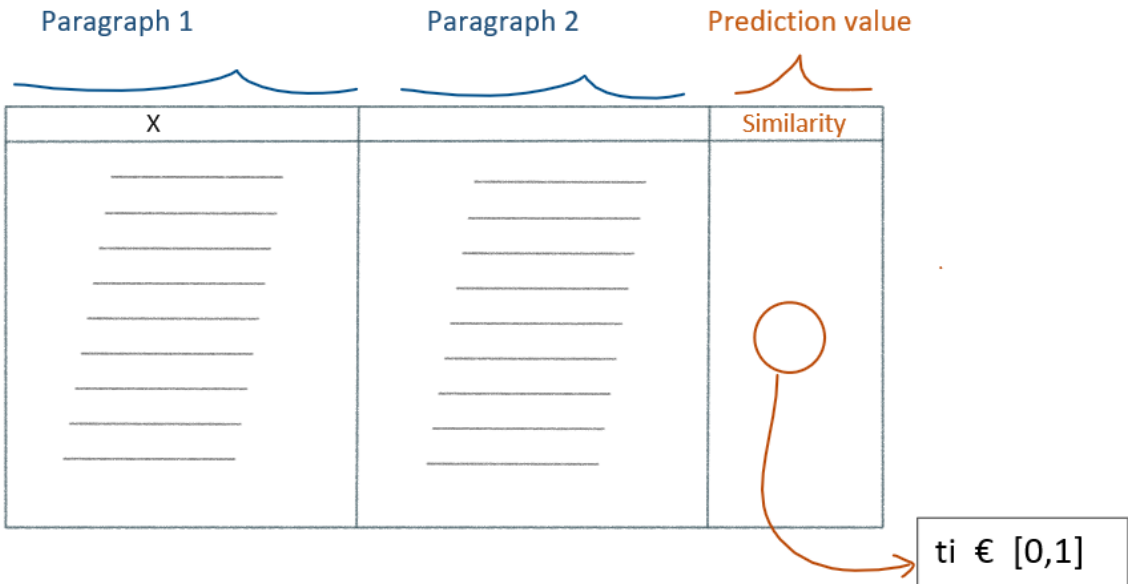 Paragraph 1 Paragraph 2 Prediction value
X Similarity
ti € [0,1]